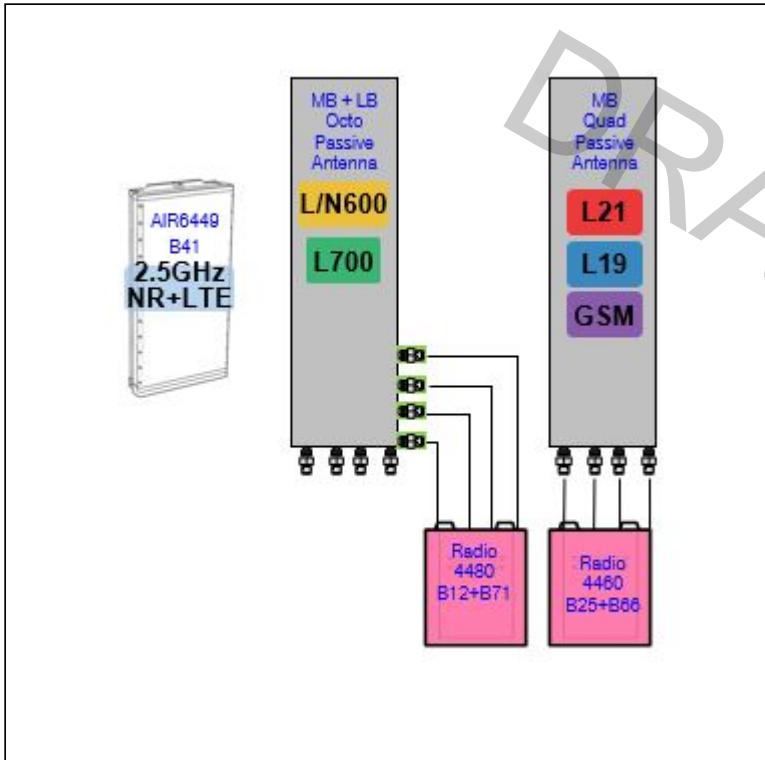 AIR6449
B41
2.5GHz
NR+LTE
MB + LB
Octo
Passive
Antenna
L/N600
L700
MB
Quad
Passive
Antenna
L21
L19
GSM
Radio
4480
B12+B71
Radio
4460
B25+B66
DRA